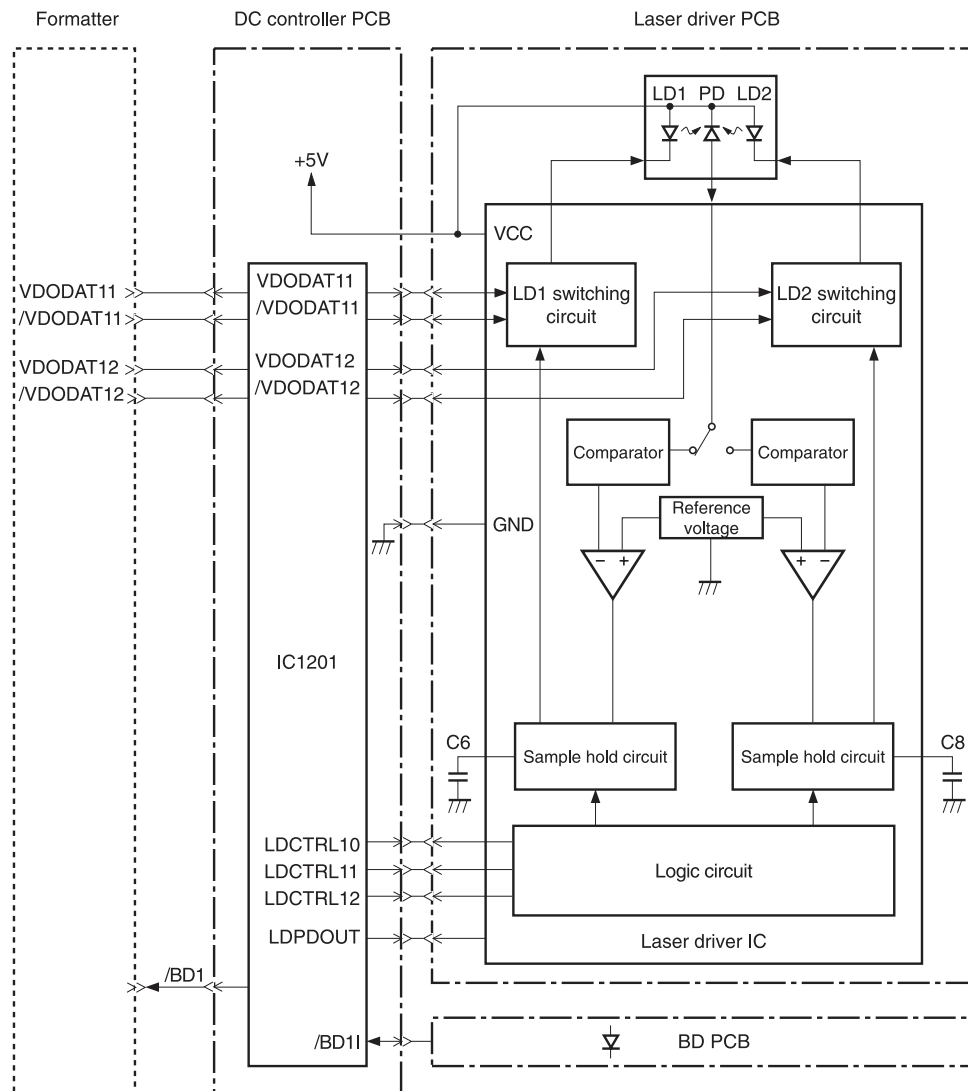 Formatter
DC controller PCB
Laser driver PCB
LD1 PD LD2
+5V
VCC
VDODAT11
/VDODAT11
VDODAT12
/VDODAT12
VDODAT11
/VDODAT11
VDODAT12
/VDODAT12
LD1 switching
circuit
LD2 switching
circuit
Comparator
Comparator
Reference
voltage
GND
− +
+ −
IC1201
C6
Sample hold circuit
Sample hold circuit
C8
LDCTRL10
LDCTRL11
LDCTRL12
Logic circuit
LDPDOUT
Laser driver IC
/BD1
/BD1I
BD PCB